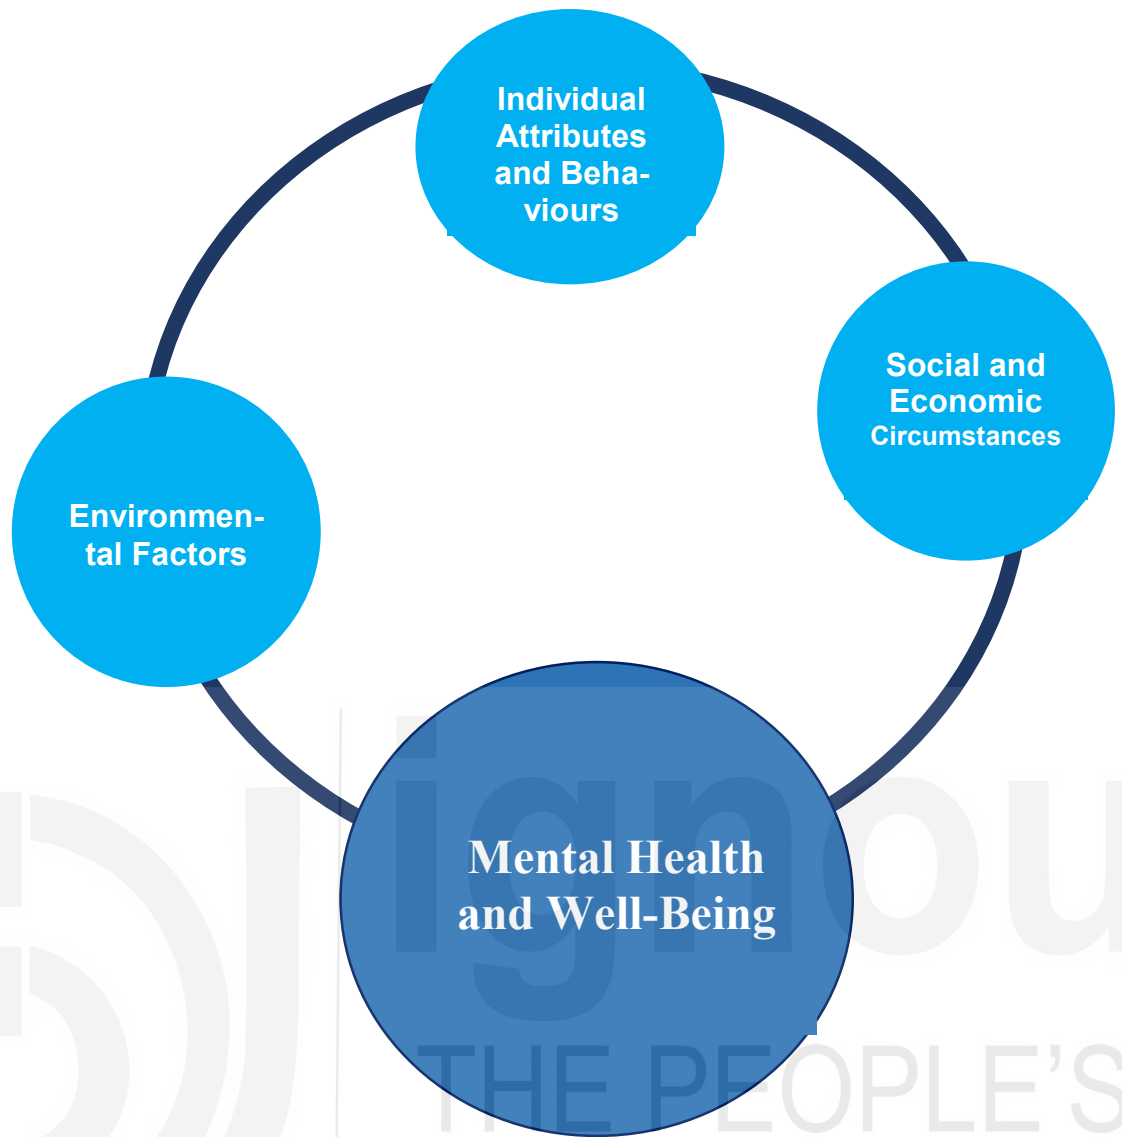 Individual
Attributes
and Beha-
viours
Social and
Economic
Circumstances
Environmen-
tal Factors
Mental Health
and Well-Being
ignou
THE PEOPLE'S